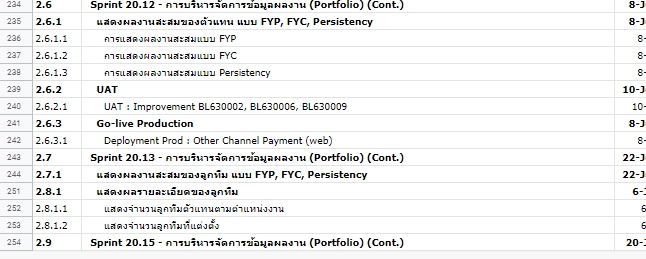 234 2.6 Sprint 20.12 - การบริหารจัดการข้อมูลผลงาน (Portfolio) (Cont.) 8-J
235 2.6.1 แสดงผลงานสะสมของตัวแทน แบบ FYP, FYC, Persistency 8-J
236 2.6.1.1 การแสดงผลงานสะสมแบบ FYP 8-
237 2.6.1.2 การแสดงผลงานสะสมแบบ FYC 8-
238 2.6.1.3 การแสดงผลงานสะสมแบบ Persistency 8-
239 2.6.2 UAT 10-J
240 2.6.2.1 UAT : Improvement BL630002, BL630006, BL630009 10-
241 2.6.3 Go-live Production 8-J
242 2.6.3.1 Deployment Prod : Other Channel Payment (web) 8-
243 2.7 Sprint 20.13 - การบริหารจัดการข้อมูลผลงาน (Portfolio) (Cont.) 22-J
244 2.7.1 แสดงผลงานสะสมของลูกทีม แบบ FYP, FYC, Persistency 22-J
251 2.8.1 แสดงผลรายละเอียดของลูกทีม 6-J
252 2.8.1.1 แสดงจำนวนลูกทีมตัวแทนตามตำแหน่งงาน 6
253 2.8.1.2 แสดงจำนวนลูกทีมที่แต่งตั้ง 6
254 2.9 Sprint 20.15 - การบริหารจัดการข้อมูลผลงาน (Portfolio) (Cont.) 20-J